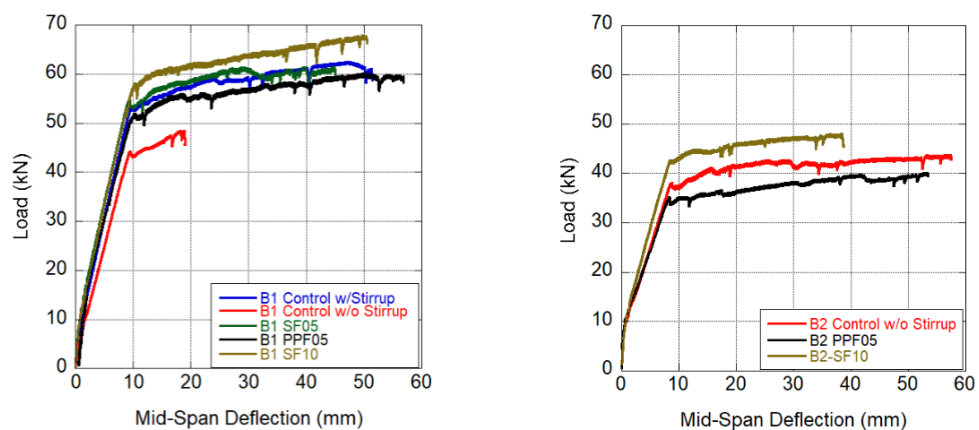 70
60
50
40
30
20
10
0
Load (kN)
B1 Control w/Stirrup
B1 Control w/o Stirrup
B1 SF05
B1 PPF05
B1 SF10
0 10 20 30 40 50 60
Mid-Span Deflection (mm)
70
60
50
40
30
20
10
0
Load (kN)
B2 Control w/o Stirrup
B2 PPF05
B2-SF10
0 10 20 30 40 50 60
Mid-Span Deflection (mm)